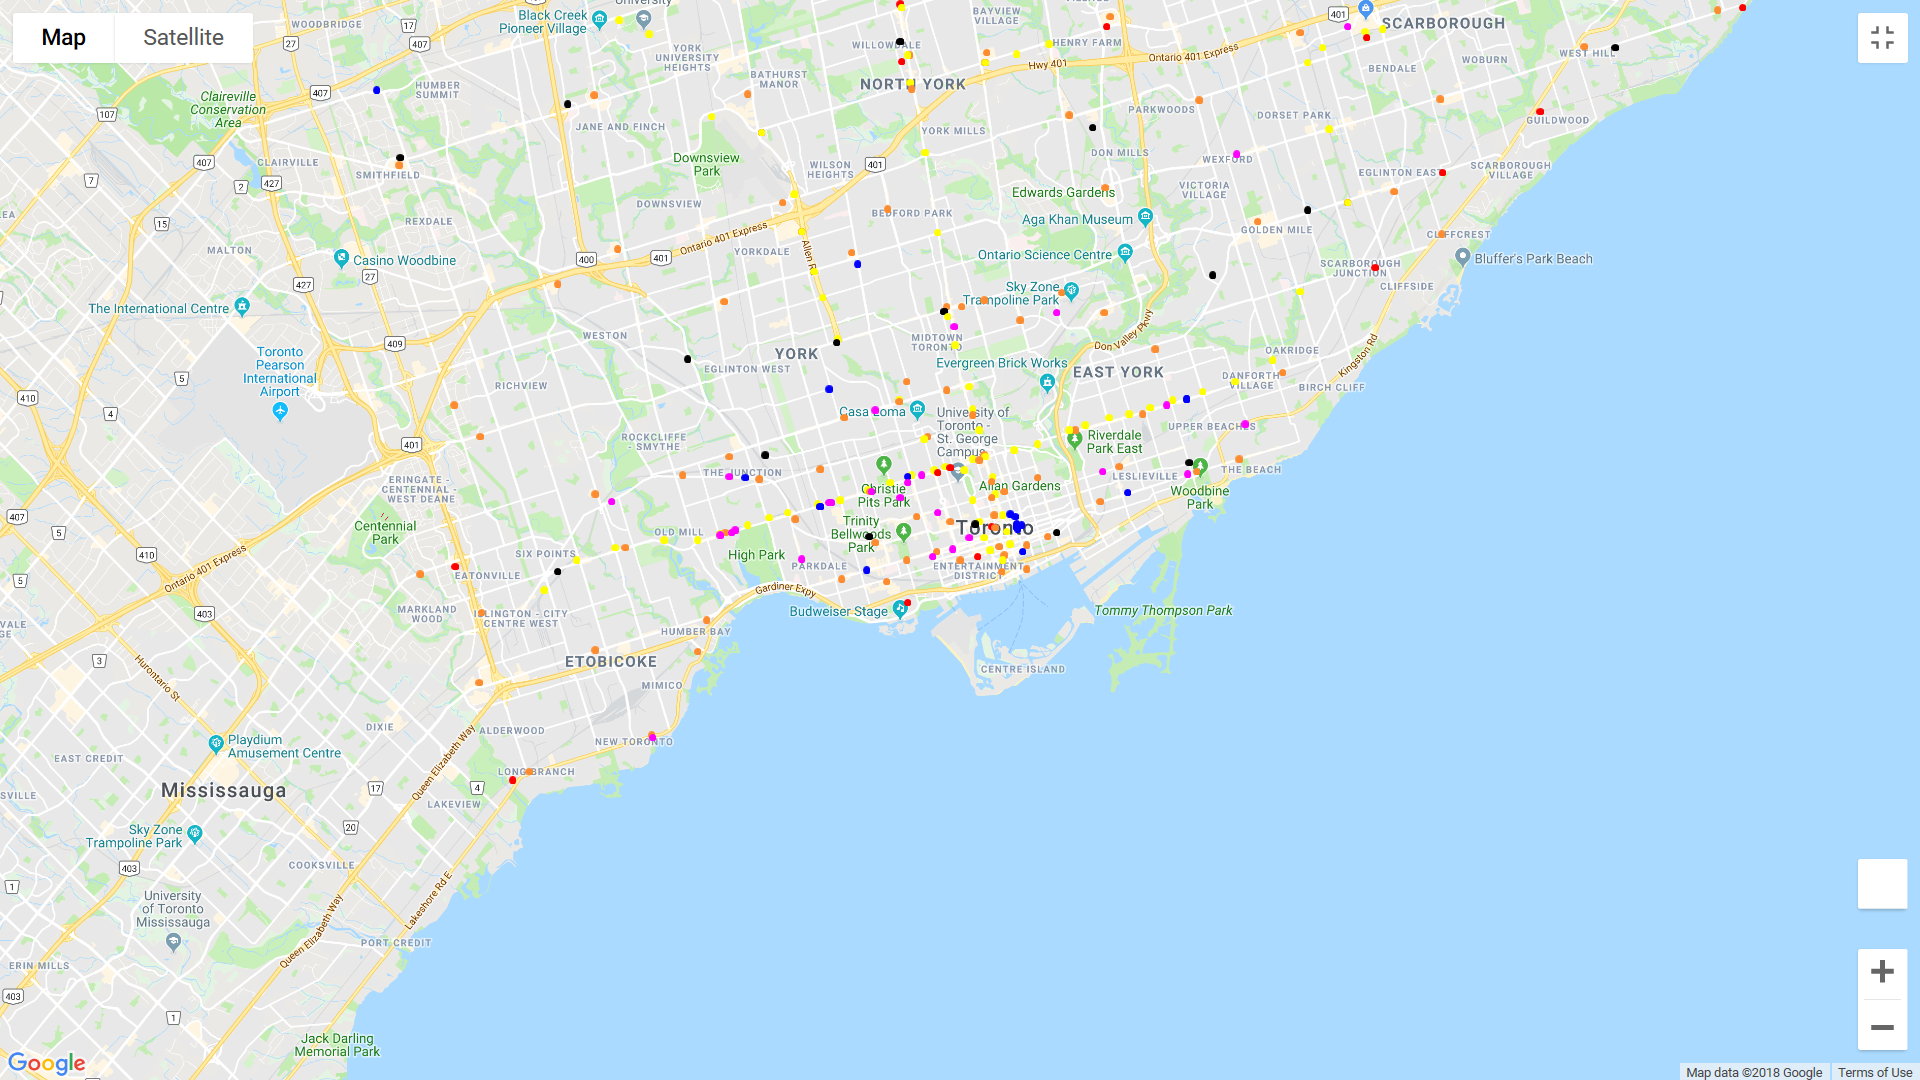 Map
Satellite
Black Creek
Pioneer Village
University
WOODBRIDGE
BAYVIEW
VILLAGE
SCARBOROUGH
17
407
27
401
HENRY FARM
WILLOWDALE
YORK
UNIVERSITY
HEIGHTS
WEST HILL
WOBURN
Ontario 401 Express
Hwy 401
BENDALE
BATHURST
MANOR
NORTH YORK
HUMBER
SUMMIT
407
Claireville
Conservation
Area
107
PARKWOODS
DORSET PARK
GUILDWOOD
JANE AND FINCH
YORK MILLS
DON MILLS
WEXFORD
Downsview
Park
WILSON
HEIGHTS
401
CLAIRVILLE
407
SMITHFIELD
EGLINTON EAST
SCARBOROUGH
VILLAGE
7
2
427
Edwards Gardens
VICTORIA
VILLAGE
DOWNSVIEW
BEDFORD PARK
15
REXDALE
Aga Khan Museum
GOLDEN MILE
CLIFFCREST
Ontario 401 Express
MALTON
YORKDALE
Allen R
Ontario Science Centre
Casino Woodbine
400
401
Bluffer's Park Beach
SCARBOROUGH
JUNCTION
27
427
CLIFFSIDE
Sky Zone
Trampoline Park
The International Centre
Don Valley Pkwy
WESTON
409
MIDTOWN
TORONTO
Toronto
Pearson
International
Airport
YORK
EGLINTON WEST
Evergreen Brick Works
EAST YORK
OAKRIDGE
Kingston Rd
5
RICHVIEW
DANFORTH
VILLAGE
BIRCH CLIFF
410
4
Casa Loma
University of
Toronto -
St. George
Campus
UPPER BEACHES
401
ROCKCLIFFE
- SMYTHE
Riverdale
Park East
THE JUNCTION
THE BEACH
LESLIEVILLE
ERINGATE -
CENTENNIAL -
WEST DEANE
Christie
Pits Park
Allan Gardens
Woodbine
Park
407
5
Centennial
Park
OLD MILL
Trinity
Bellwoods
Park
Toronto
410
SIX POINTS
High Park
PARKDALE
ENTERTAINMENT
DISTRICT
Ontario 401 Express
EATONVILLE
5
Gardiner Expy
403
MARKLAND
WOOD
ISLINGTON - CITY
CENTRE WEST
Budweiser Stage
Tommy Thompson Park
HUMBER BAY
3
Hurontario St
ETOBICOKE
CENTRE ISLAND
MIMICO
DIXIE
ALDERWOOD
NEW TORONTO
Playdium
Amusement Centre
EAST CREDIT
Queen Elizabeth Way
LONG BRANCH
Mississauga
17
4
LAKEVIEW
20
Sky Zone
Trampoline Park
403
COOKSVILLE
1
University
of Toronto
Mississauga
Lakeshore Rd E
Queen Elizabeth Way
PORT CREDIT
ERIN MILLS
403
1
Jack Darling
Memorial Park
Google
Map data ©2018 Google
Terms of Use